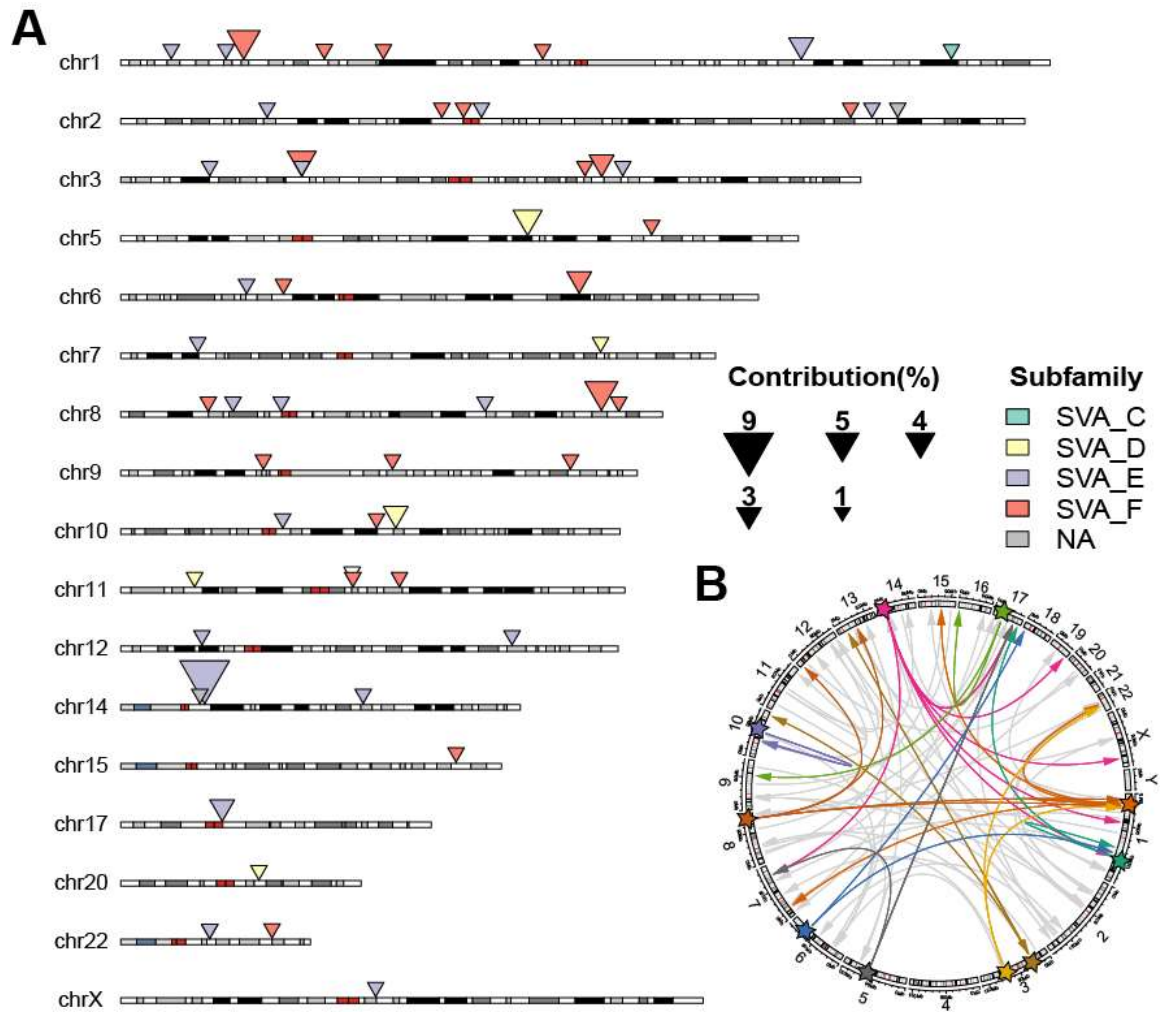 A
chr1
chr2
chr3
chr5
chr6
chr7
chr8
chr9
chr10
chr11
chr12
chr14
chr15
chr17
chr20
chr22
chrX
Contribution(%)
9 5 4
3 1
Subfamily
SVA_C
SVA_D
SVA_E
SVA_F
NA
B
1
2
3
4
5
6
7
8
9
10
11
12
13
14
15
16
17
18
19
20
21
22
X
Y